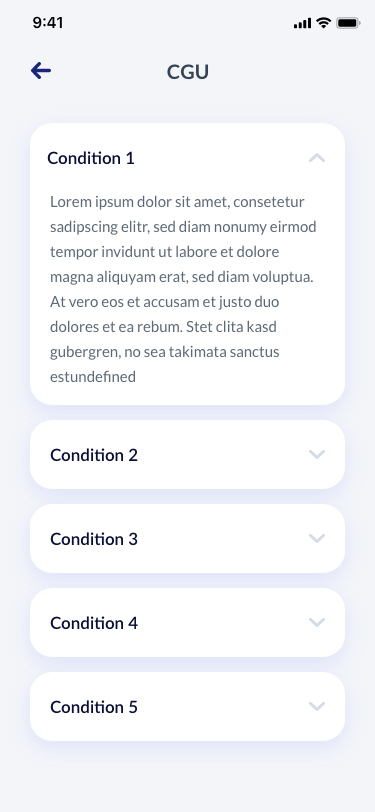 9:41
CGU
Condition 1
Lorem ipsum dolor sit amet, consetetur
sadipscing elitr, sed diam nonumy eirmod
tempor invidunt ut labore et dolore
magna aliquyam erat, sed diam voluptua.
At vero eos et accusam et justo duo
dolores et ea rebum. Stet clita kasd
gubergren, no sea takimata sanctus
estundefined
Condition 2
Condition 3
Condition 4
Condition 5